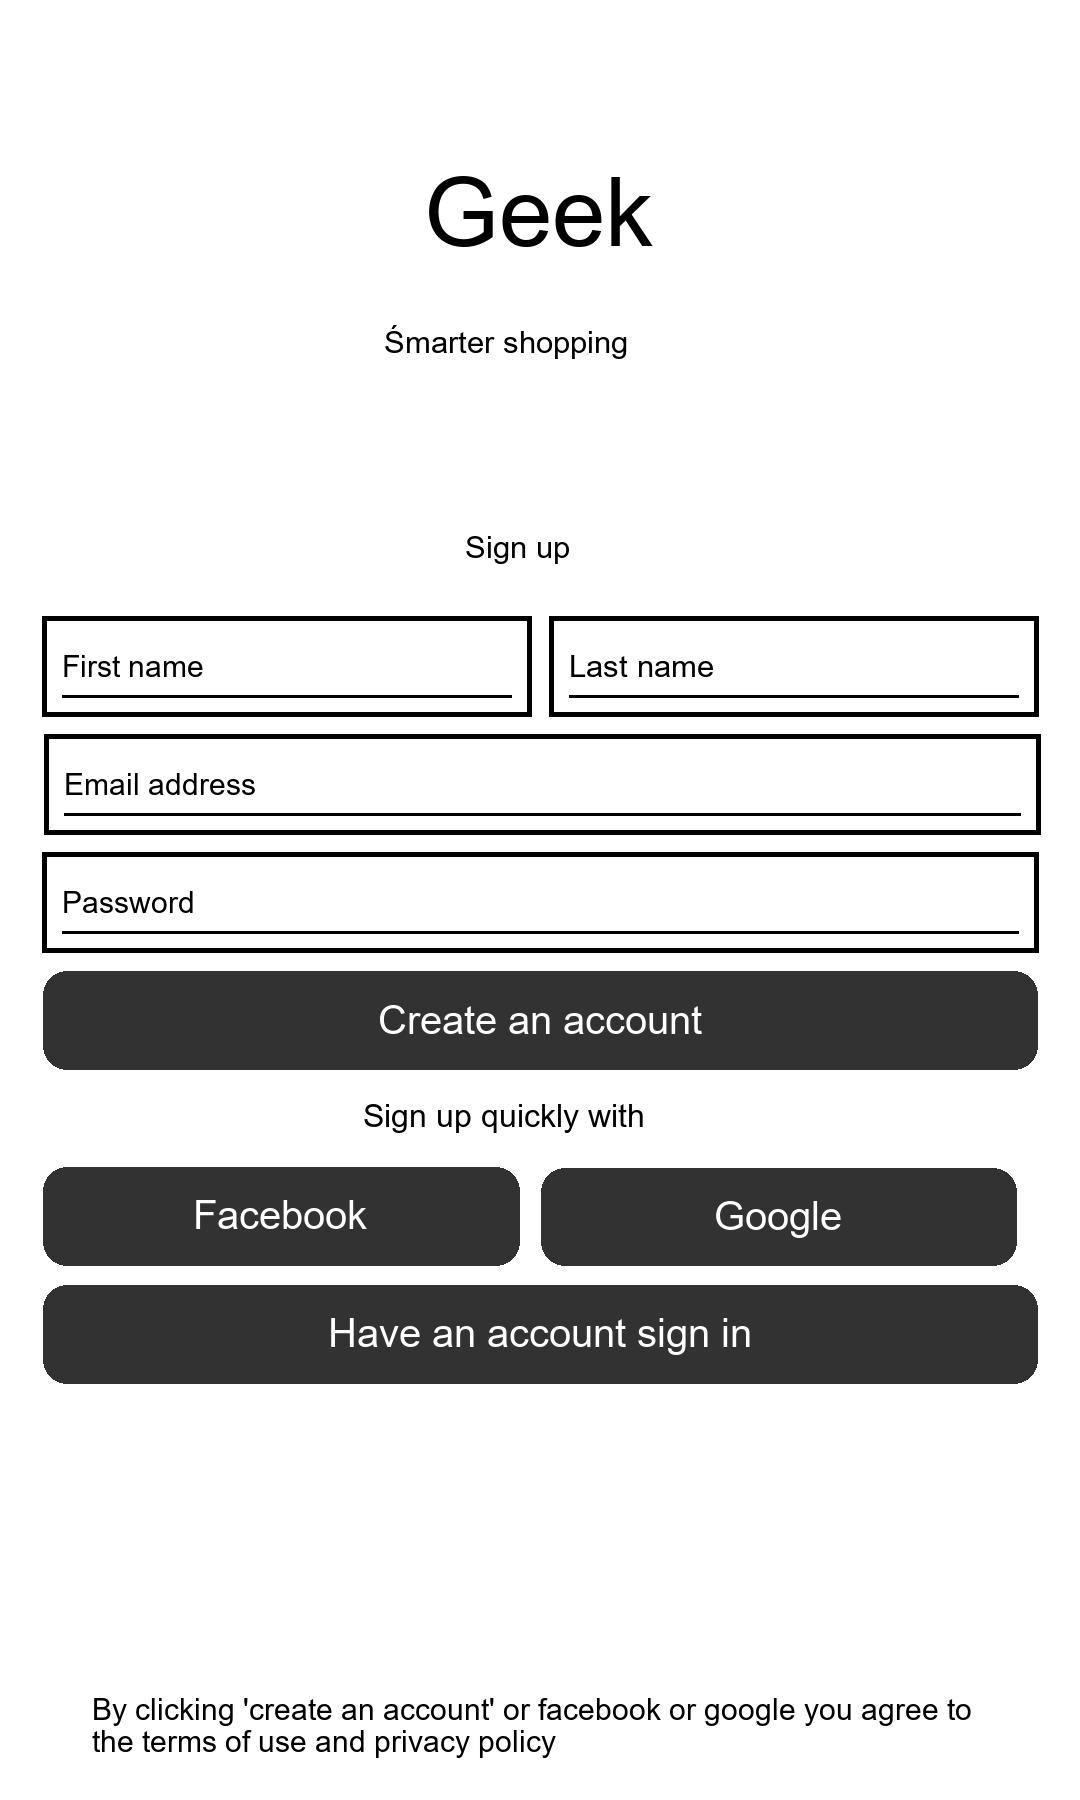 Geek
Śmarter shopping
Sign up
First name
Last name
Email address
Password
Create an account
Sign up quickly with
Facebook
Google
Have an account sign in
By clicking 'create an account' or facebook or google you agree to
the terms of use and privacy policy